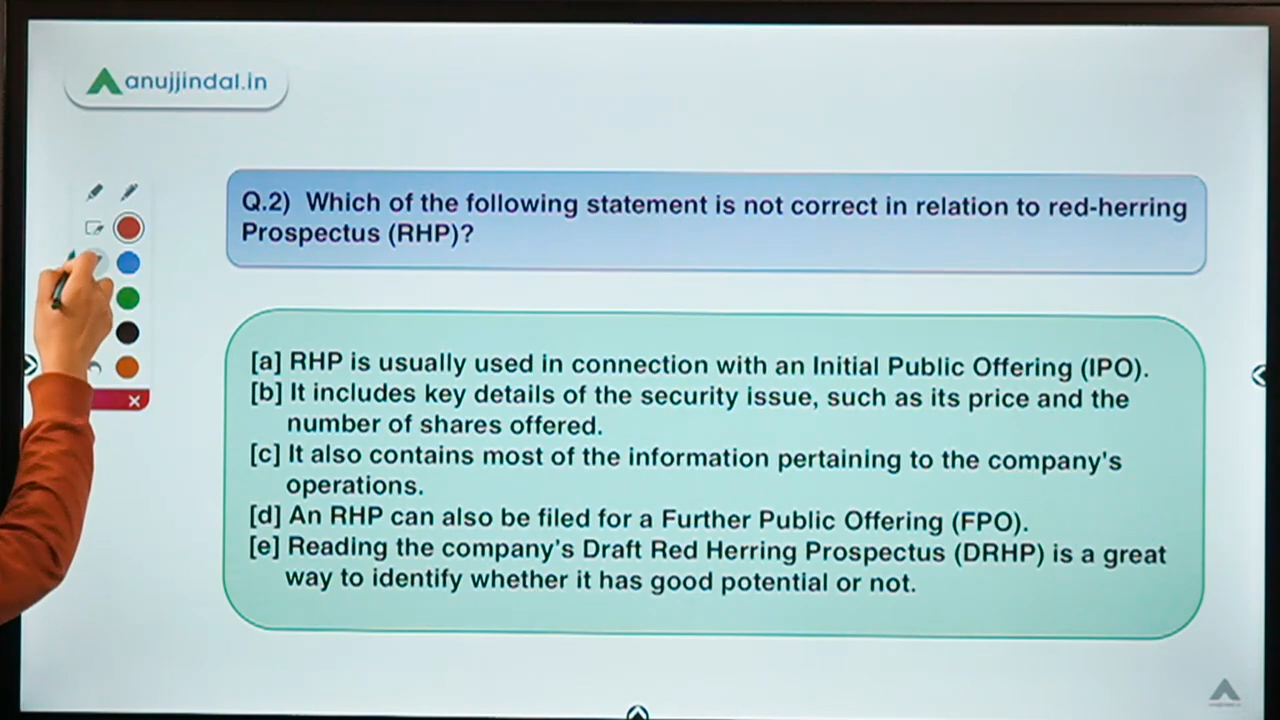 anujjindal.in
Q.2) Which of the following statement is not correct in relation to red-herring
Prospectus (RHP)?
[a] RHP is usually used in connection with an Initial Public Offering (IPO).
[b] It includes key details of the security issue, such as its price and the
number of shares offered.
[c] It also contains most of the information pertaining to the company's
operations.
[d] An RHP can also be filed for a Further Public Offering (FPO).
[e] Reading the company's Draft Red Herring Prospectus (DRHP) is a great
way to identify whether it has good potential or not.